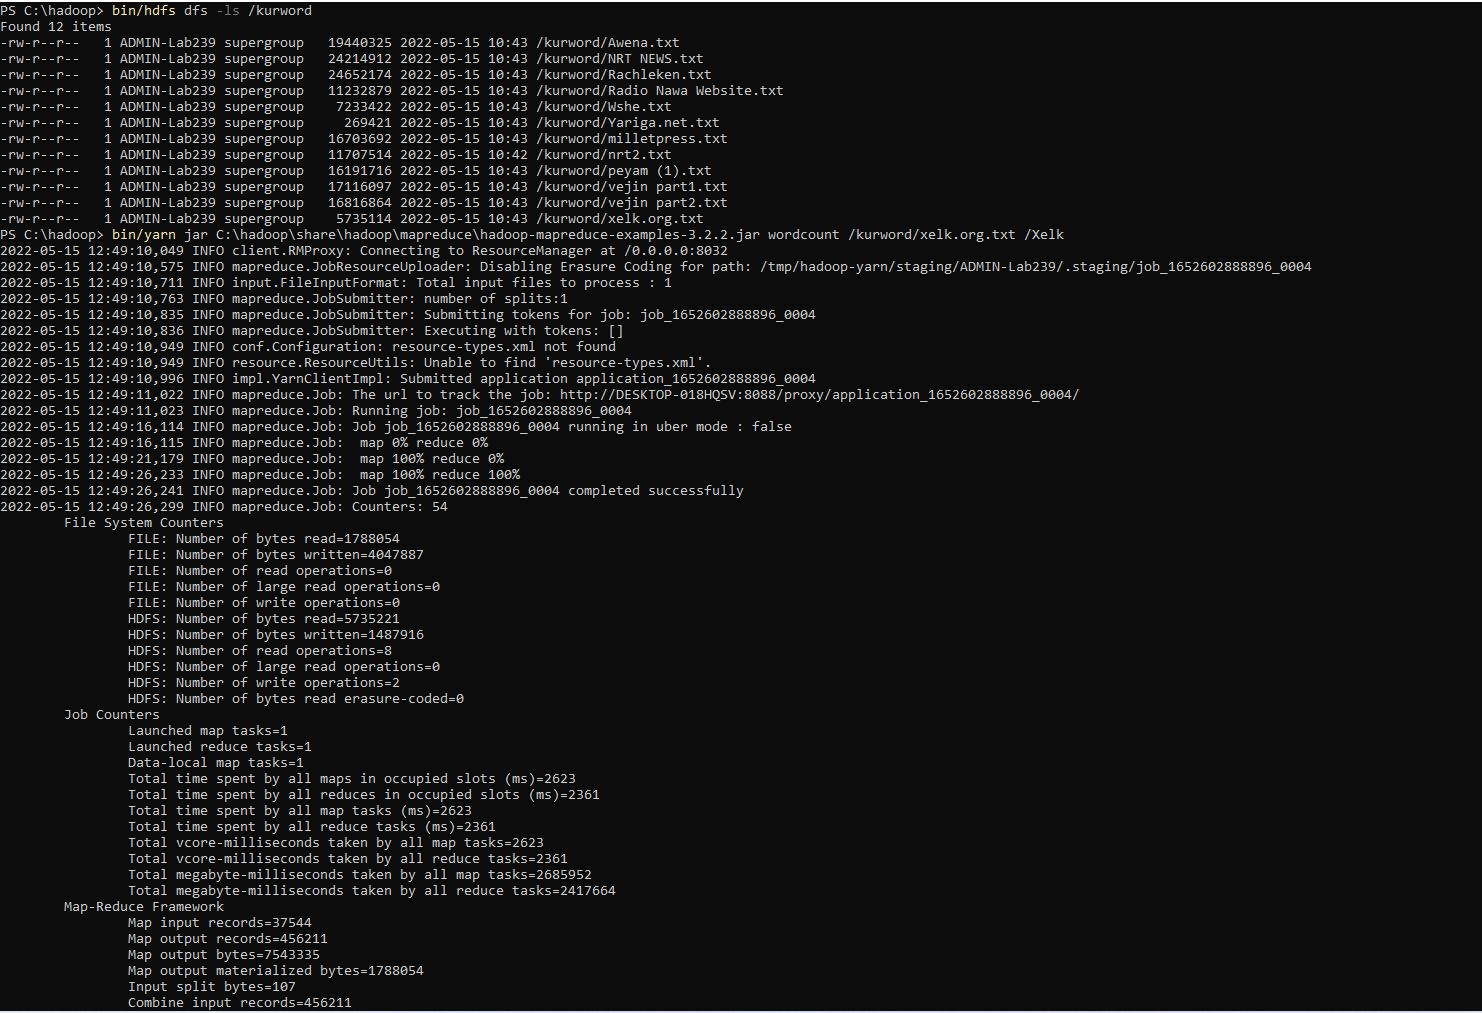 PS C:\hadoop> bin/hdfs dfs -ls /kurword
Found 12 items
-rw-r--r--   1 ADMIN-Lab239 supergroup   19440325 2022-05-15 10:43 /kurword/Awena.txt
-rw-r--r--   1 ADMIN-Lab239 supergroup   24214912 2022-05-15 10:43 /kurword/NRT NEWS.txt
-rw-r--r--   1 ADMIN-Lab239 supergroup   24652174 2022-05-15 10:43 /kurword/Rachleken.txt
-rw-r--r--   1 ADMIN-Lab239 supergroup   11232879 2022-05-15 10:43 /kurword/Radio Nawa Website.txt
-rw-r--r--   1 ADMIN-Lab239 supergroup    7233422 2022-05-15 10:43 /kurword/Wshe.txt
-rw-r--r--   1 ADMIN-Lab239 supergroup     269421 2022-05-15 10:43 /kurword/Yariga.net.txt
-rw-r--r--   1 ADMIN-Lab239 supergroup   16703692 2022-05-15 10:43 /kurword/milletpress.txt
-rw-r--r--   1 ADMIN-Lab239 supergroup   11707514 2022-05-15 10:42 /kurword/nrt2.txt
-rw-r--r--   1 ADMIN-Lab239 supergroup   16191716 2022-05-15 10:43 /kurword/peyam (1).txt
-rw-r--r--   1 ADMIN-Lab239 supergroup   17116097 2022-05-15 10:43 /kurword/vejin part1.txt
-rw-r--r--   1 ADMIN-Lab239 supergroup   16816864 2022-05-15 10:43 /kurword/vejin part2.txt
-rw-r--r--   1 ADMIN-Lab239 supergroup    5735114 2022-05-15 10:43 /kurword/xelk.org.txt
PS C:\hadoop> bin/yarn jar C:\hadoop\share\hadoop\mapreduce\hadoop-mapreduce-examples-3.2.2.jar wordcount /kurword/xelk.org.txt /Xelk
2022-05-15 12:49:10,049 INFO client.RMProxy: Connecting to ResourceManager at /0.0.0.0:8032
2022-05-15 12:49:10,575 INFO mapreduce.JobResourceUploader: Disabling Erasure Coding for path: /tmp/hadoop-yarn/staging/ADMIN-Lab239/.staging/job_1652602888896_0004
2022-05-15 12:49:10,711 INFO input.FileInputFormat: Total input files to process : 1
2022-05-15 12:49:10,763 INFO mapreduce.JobSubmitter: number of splits:1
2022-05-15 12:49:10,835 INFO mapreduce.JobSubmitter: Submitting tokens for job: job_1652602888896_0004
2022-05-15 12:49:10,836 INFO mapreduce.JobSubmitter: Executing with tokens: []
2022-05-15 12:49:10,949 INFO conf.Configuration: resource-types.xml not found
2022-05-15 12:49:10,949 INFO resource.ResourceUtils: Unable to find 'resource-types.xml'.
2022-05-15 12:49:10,996 INFO impl.YarnClientImpl: Submitted application application_1652602888896_0004
2022-05-15 12:49:11,022 INFO mapreduce.Job: The url to track the job: http://DESKTOP-018HQSV:8088/proxy/application_1652602888896_0004/
2022-05-15 12:49:11,023 INFO mapreduce.Job: Running job: job_1652602888896_0004
2022-05-15 12:49:16,114 INFO mapreduce.Job: Job job_1652602888896_0004 running in uber mode : false
2022-05-15 12:49:16,115 INFO mapreduce.Job:  map 0% reduce 0%
2022-05-15 12:49:21,179 INFO mapreduce.Job:  map 100% reduce 0%
2022-05-15 12:49:26,233 INFO mapreduce.Job:  map 100% reduce 100%
2022-05-15 12:49:26,241 INFO mapreduce.Job: Job job_1652602888896_0004 completed successfully
2022-05-15 12:49:26,299 INFO mapreduce.Job: Counters: 54
File System Counters
FILE: Number of bytes read=1788054
FILE: Number of bytes written=4047887
FILE: Number of read operations=0
FILE: Number of large read operations=0
FILE: Number of write operations=0
HDFS: Number of bytes read=5735221
HDFS: Number of bytes written=1487916
HDFS: Number of read operations=8
HDFS: Number of large read operations=0
HDFS: Number of write operations=2
HDFS: Number of bytes read erasure-coded=0
Job Counters
Launched map tasks=1
Launched reduce tasks=1
Data-local map tasks=1
Total time spent by all maps in occupied slots (ms)=2623
Total time spent by all reduces in occupied slots (ms)=2361
Total time spent by all map tasks (ms)=2623
Total time spent by all reduce tasks (ms)=2361
Total vcore-milliseconds taken by all map tasks=2623
Total vcore-milliseconds taken by all reduce tasks=2361
Total megabyte-milliseconds taken by all map tasks=2685952
Total megabyte-milliseconds taken by all reduce tasks=2417664
Map-Reduce Framework
Map input records=37544
Map output records=456211
Map output bytes=7543335
Map output materialized bytes=1788054
Input split bytes=107
Combine input records=456211